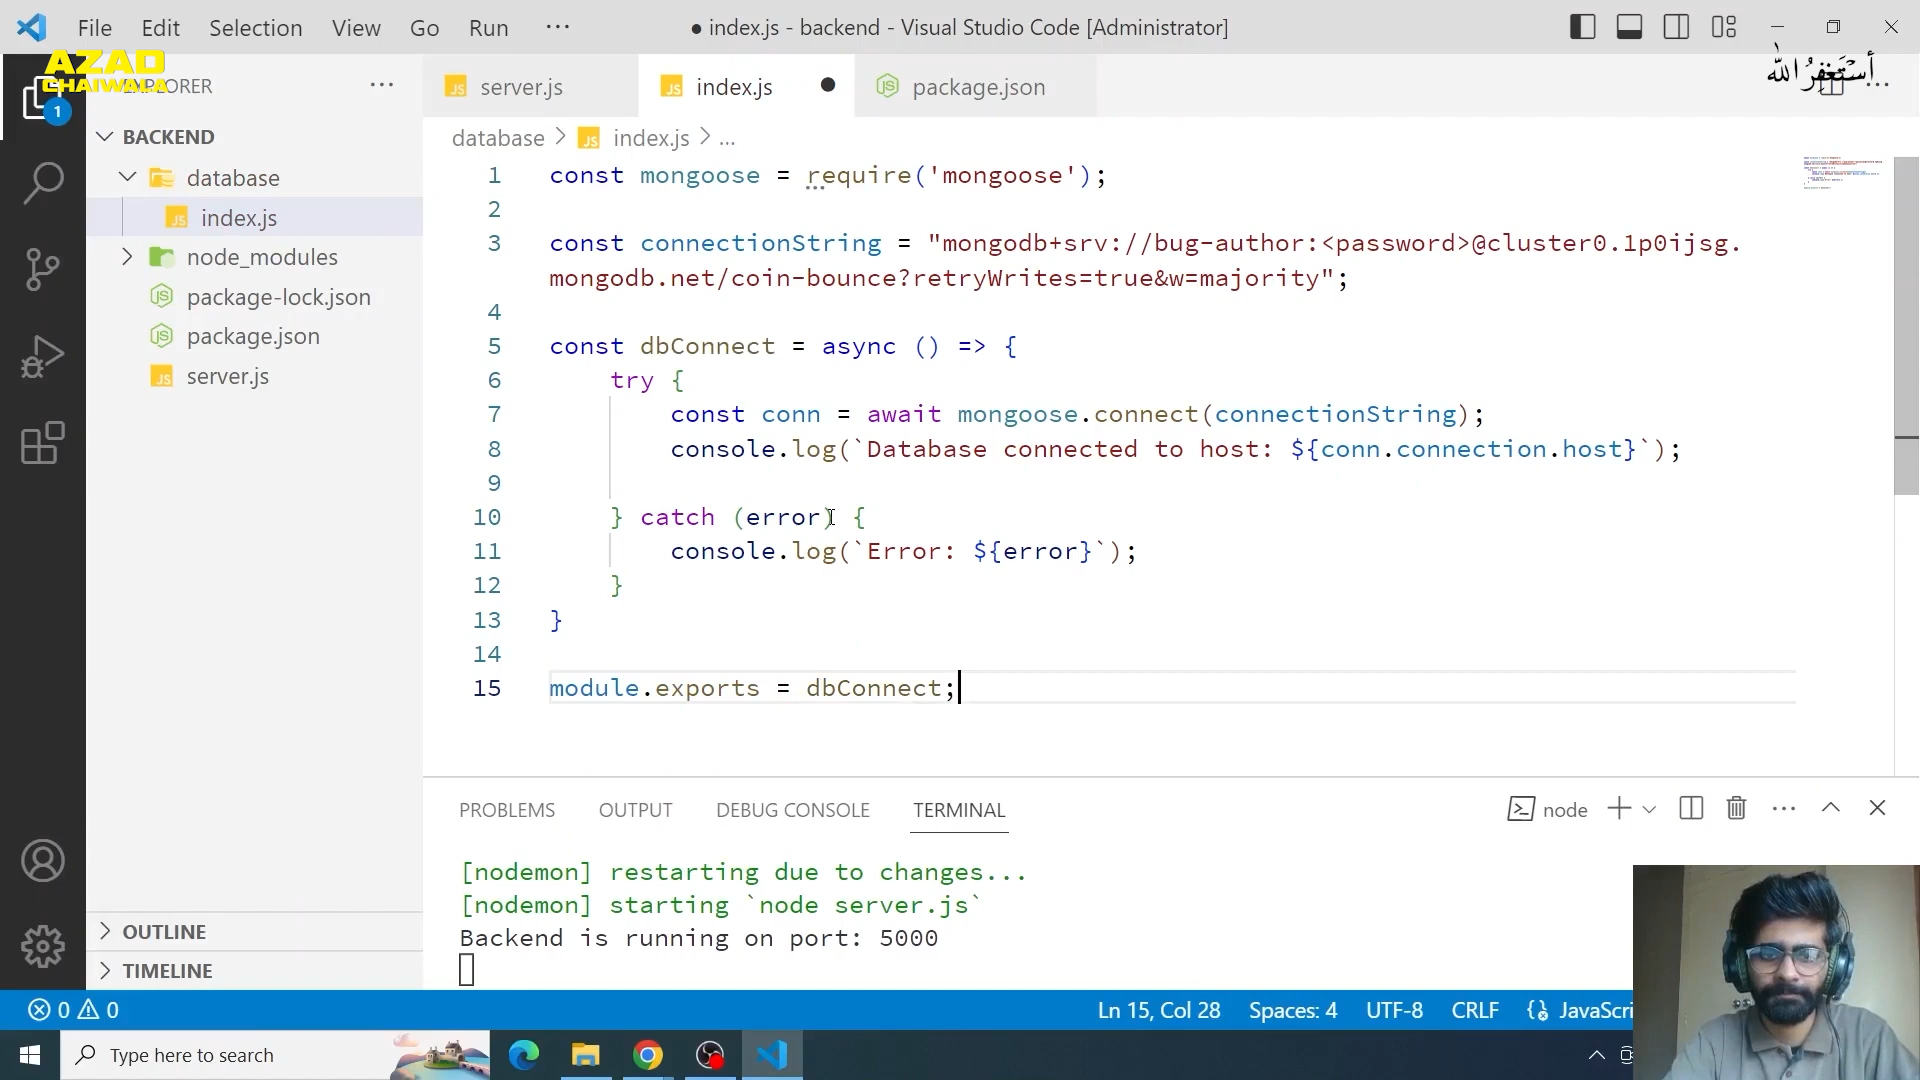 File Edit Selection View Go Run ···
● index.js - backend - Visual Studio Code [Administrator]
AZAD
CHAIWALA
أَسْتَغْفِرُ اللّٰه
EXPLORER ···
1
server.js
index.js ●
package.json
BACKEND
database
index.js
node_modules
package-lock.json
package.json
server.js
OUTLINE
TIMELINE
database > index.js > ...
1 const mongoose = require('mongoose');
2
3 const connectionString = "mongodb+srv://bug-author:<password>@cluster0.1p0ijsg.
mongodb.net/coin-bounce?retryWrites=true&w=majority";
4
5 const dbConnect = async () => {
6 try {
7 const conn = await mongoose.connect(connectionString);
8 console.log(`Database connected to host: ${conn.connection.host}`);
9
10 } catch (error) {
11 console.log(`Error: ${error}`);
12 }
13 }
14
15 module.exports = dbConnect;
PROBLEMS OUTPUT DEBUG CONSOLE TERMINAL
node
[nodemon] restarting due to changes...
[nodemon] starting `node server.js`
Backend is running on port: 5000
0 0
Ln 15, Col 28 Spaces: 4 UTF-8 CRLF JavaScri
Type here to search